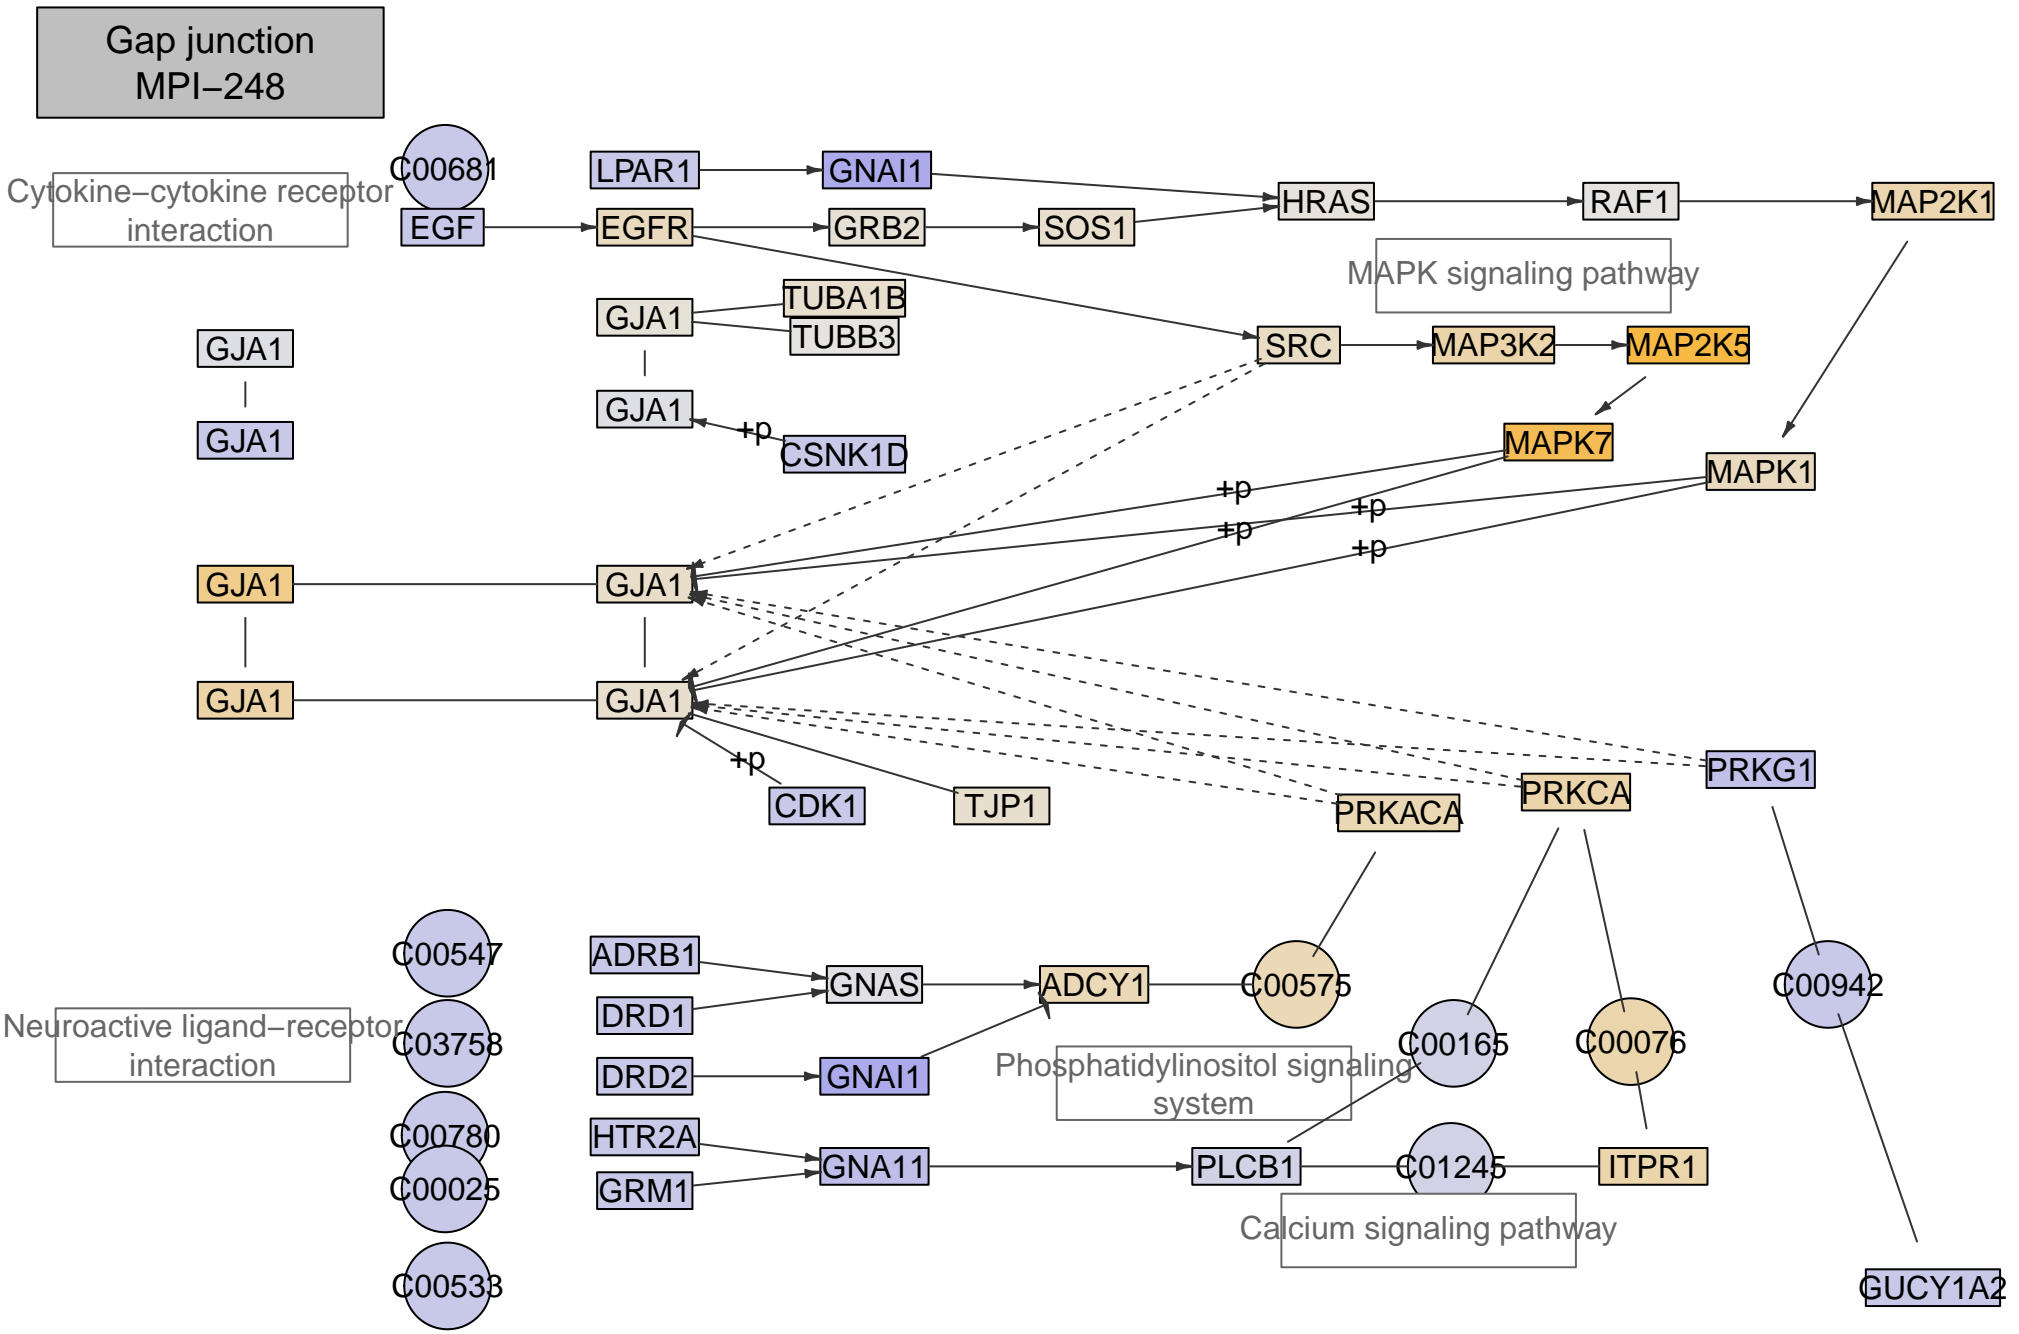 Gap junction
MPI−248
C00681
LPAR1
GNAI1
Cytokine−cytokine receptor
interaction
HRAS
RAF1
MAP2K1
EGF
EGFR
GRB2
SOS1
MAPK signaling pathway
TUBA1B
GJA1
TUBB3
GJA1
SRC
MAP3K2
MAP2K5
GJA1
+p
GJA1
CSNK1D
MAPK7
MAPK1
+p
+p
+p
+p
GJA1
GJA1
GJA1
GJA1
+p
CDK1
TJP1
PRKACA
PRKCA
PRKG1
C00547
ADRB1
GNAS
ADCY1
C00575
C00942
DRD1
Neuroactive ligand−receptor
interaction
C03758
C00165
C00076
DRD2
GNAI1
Phosphatidylinositol signaling
system
C00780
HTR2A
GNA11
PLCB1
C01245
ITPR1
C00025
GRM1
Calcium signaling pathway
C00533
GUCY1A2